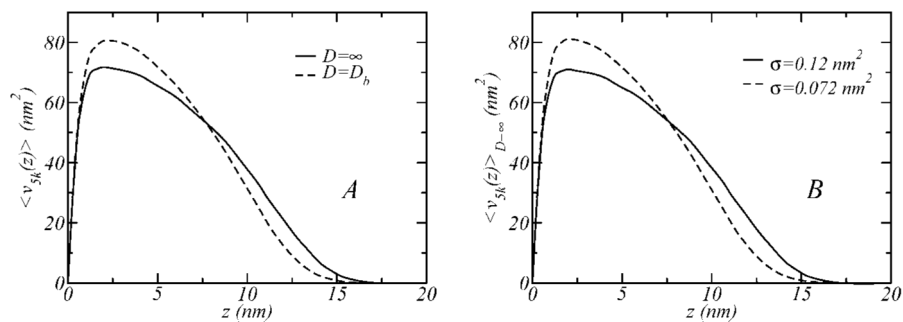 80
60
40
20
0
0 5 10 15 20
<v5k(z)> (nm²)
z (nm)
D=∞
D=Db
A
80
60
40
20
0
0 5 10 15 20
<v5k(z)>D=∞ (nm²)
z (nm)
σ=0.12 nm²
σ=0.072 nm²
B